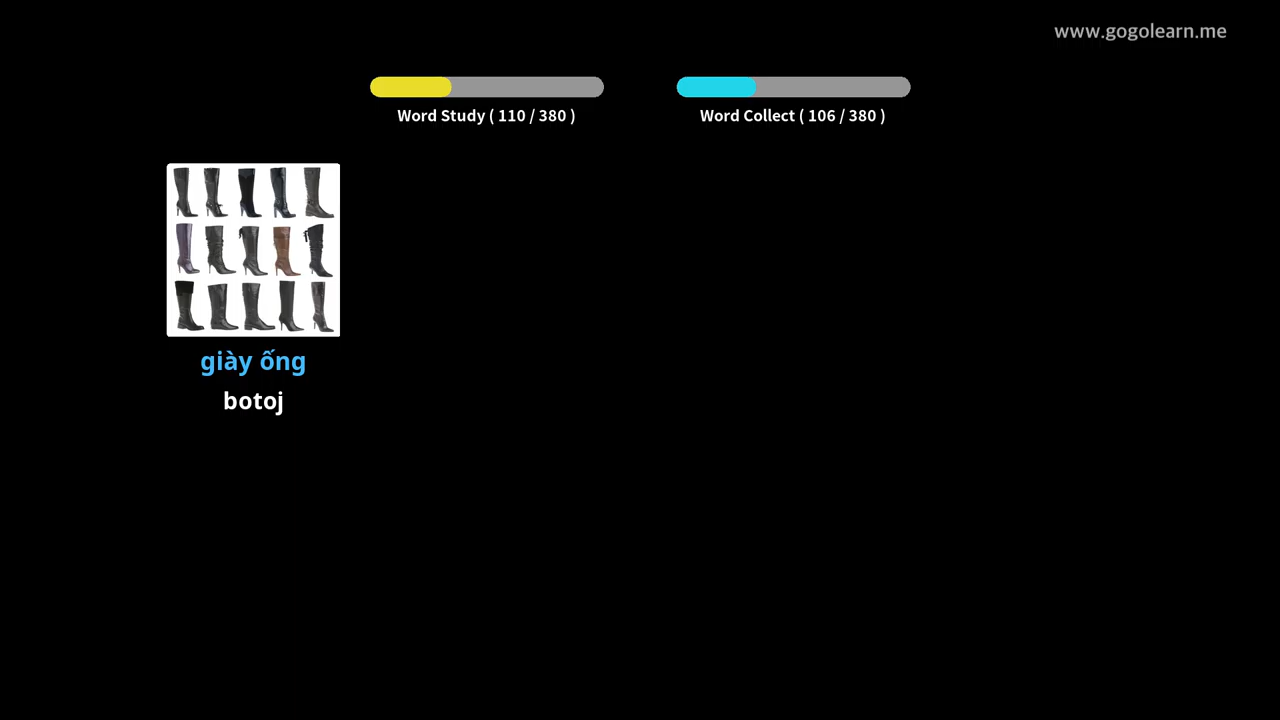 www.gogolearn.me
Word Study ( 110 / 380 )
Word Collect ( 106 / 380 )
giày ống
botoj